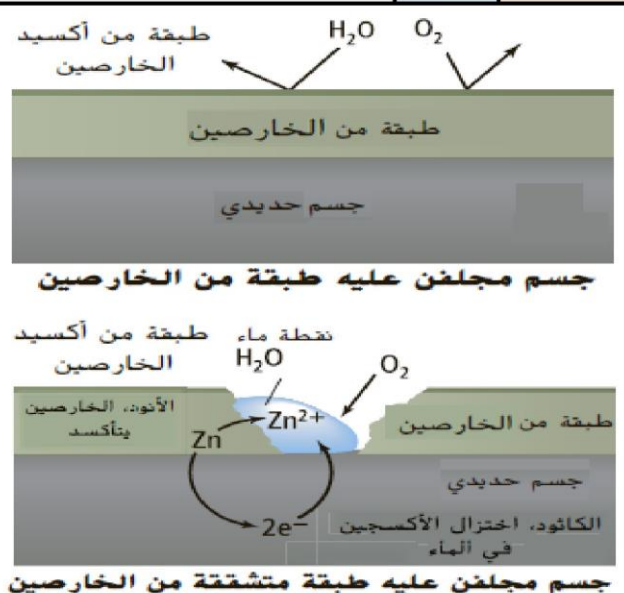 طبقة من أكسيد
الخارصين
H₂O
O₂
طبقة من الخارصين
جسم حديدي
جسم مجلفن عليه طبقة من الخارصين
طبقة من أكسيد
الخارصين
نقطة ماء
H₂O
O₂
الأنود، الخارصين
يتأكسد
Zn
Zn²⁺
طبقة من الخارصين
جسم حديدي
2e⁻
الكاثود، اختزال الأكسجين
في الماء
جسم مجلفن عليه طبقة متشققة من الخارصين